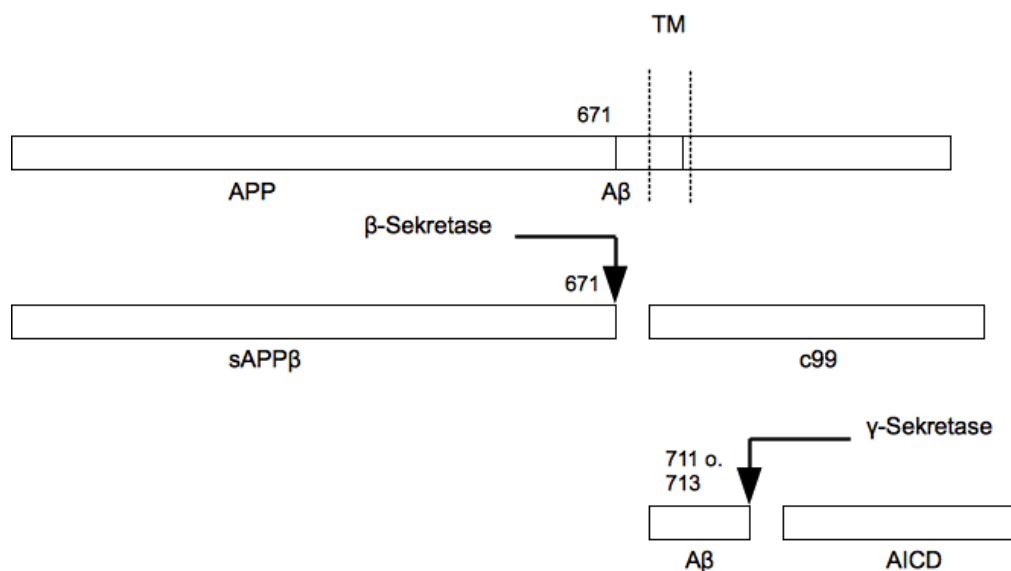 TM
671
APP
Aβ
β-Sekretase
671
sAPPβ
c99
γ-Sekretase
711 o.
713
Aβ
AICD